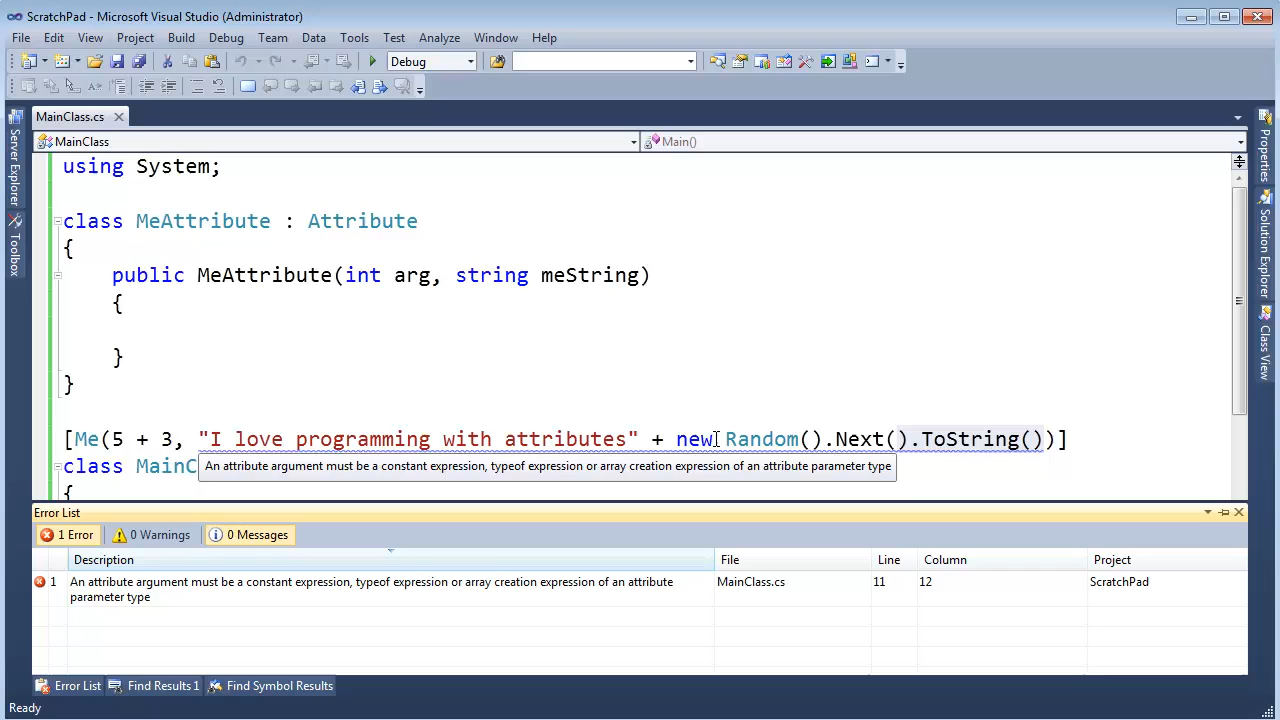 ScratchPad - Microsoft Visual Studio (Administrator)
File Edit View Project Build Debug Team Data Tools Test Analyze Window Help
Debug
MainClass.cs
MainClass Main()
using System;
class MeAttribute : Attribute
{
public MeAttribute(int arg, string meString)
{
}
}
[Me(5 + 3, "I love programming with attributes" + new Random().Next().ToString())]
class MainC
An attribute argument must be a constant expression, typeof expression or array creation expression of an attribute parameter type
{
Server Explorer
Toolbox
Properties
Solution Explorer
Class View
Error List
1 Error 0 Warnings 0 Messages
Description File Line Column Project
1 An attribute argument must be a constant expression, typeof expression or array creation expression of an attribute MainClass.cs 11 12 ScratchPad
parameter type
Error List Find Results 1 Find Symbol Results
Ready